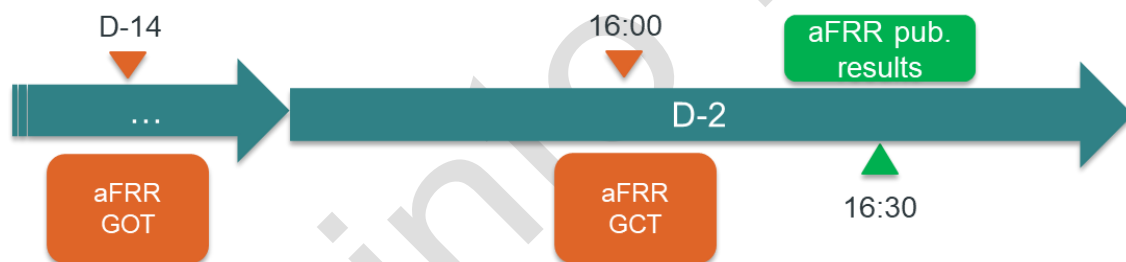 D-14
16:00
aFRR pub.
results
...
D-2
aFRR
GOT
aFRR
GCT
16:30